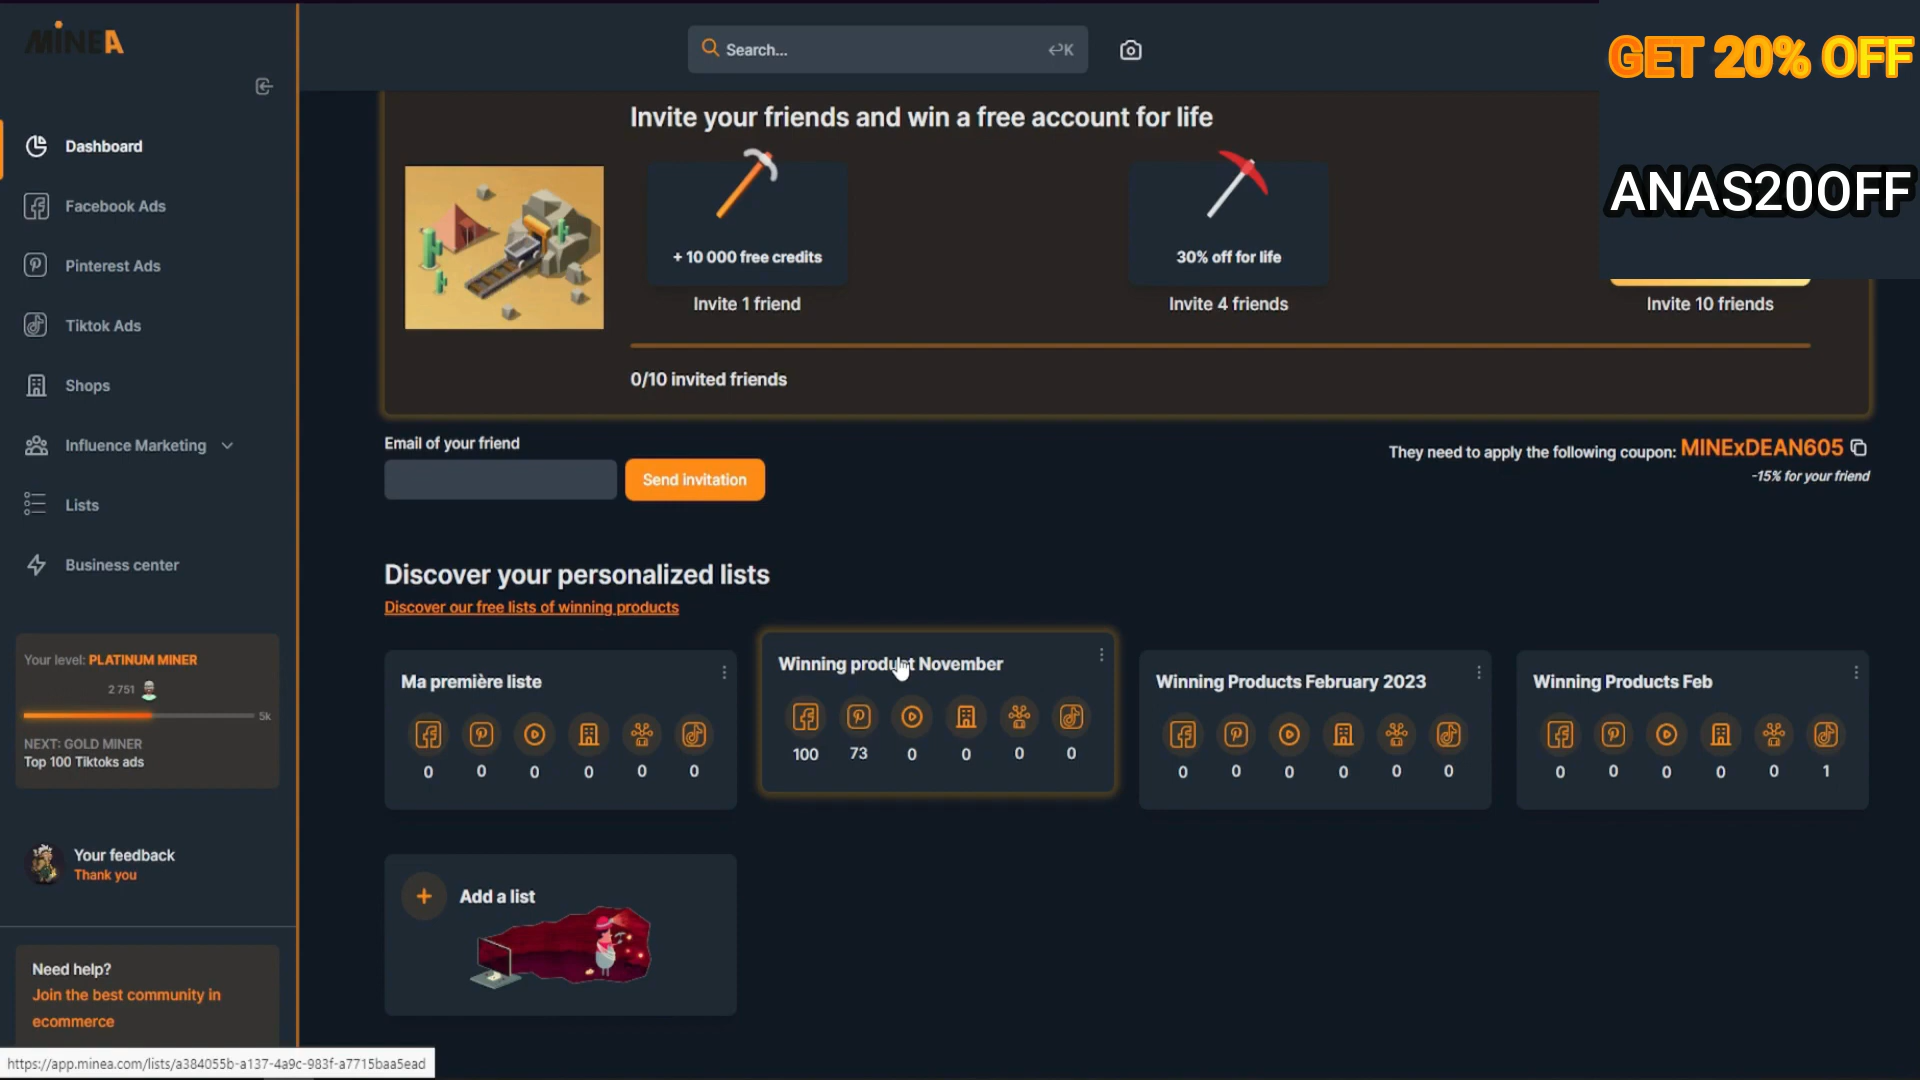 MINEA
Search...
K
GET 20% OFF
ANAS20OFF
Dashboard
Facebook Ads
Pinterest Ads
Tiktok Ads
Shops
Influence Marketing
Lists
Business center
Your level: PLATINUM MINER
2 751
5k
NEXT: GOLD MINER
Top 100 Tiktoks ads
Your feedback
Thank you
Need help?
Join the best community in
ecommerce
https://app.minea.com/lists/a384055b-a137-4a9c-983f-a7715baa5ead
Invite your friends and win a free account for life
+ 10 000 free credits
30% off for life
Invite 1 friend
Invite 4 friends
Invite 10 friends
0/10 invited friends
Email of your friend
Send invitation
They need to apply the following coupon: MINExDEAN605
-15% for your friend
Discover your personalized lists
Discover our free lists of winning products
Ma première liste
0 0 0 0 0 0
Winning produkt November
100 73 0 0 0 0
Winning Products February 2023
0 0 0 0 0 0
Winning Products Feb
0 0 0 0 0 1
+ Add a list